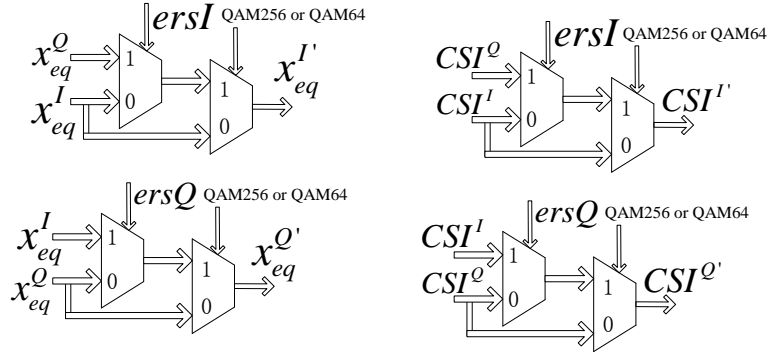 ersI QAM256 or QAM64
x_eq^Q 1
x_eq^I 0
1
0
x_eq^I'
ersI QAM256 or QAM64
CSI^Q 1
CSI^I 0
1
0
CSI^I'
ersQ QAM256 or QAM64
x_eq^I 1
x_eq^Q 0
1
0
x_eq^Q'
ersQ QAM256 or QAM64
CSI^I 1
CSI^Q 0
1
0
CSI^Q'